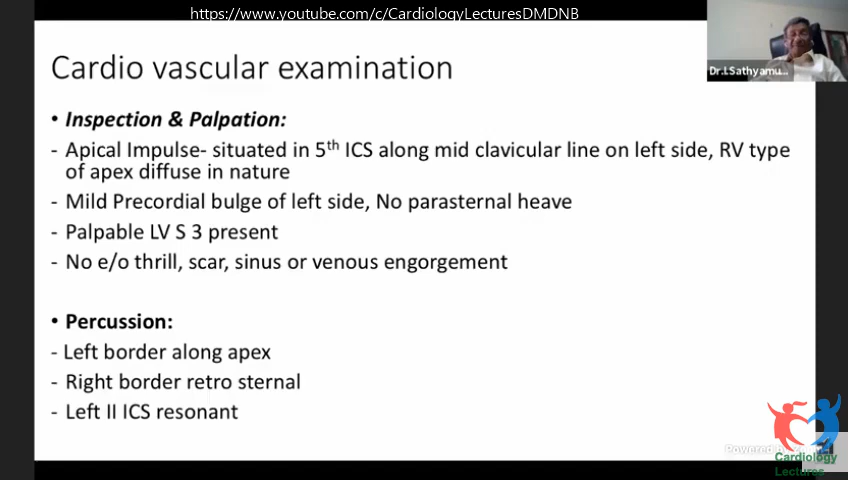 https://www.youtube.com/c/CardiologyLecturesDMDNB
Dr.I.Sathyamu...
Cardio vascular examination
• Inspection & Palpation:
- Apical Impulse- situated in 5th ICS along mid clavicular line on left side, RV type
of apex diffuse in nature
- Mild Precordial bulge of left side, No parasternal heave
- Palpable LV S 3 present
- No e/o thrill, scar, sinus or venous engorgement
• Percussion:
- Left border along apex
- Right border retro sternal
- Left II ICS resonant
Powered
Cardiology
Lectures